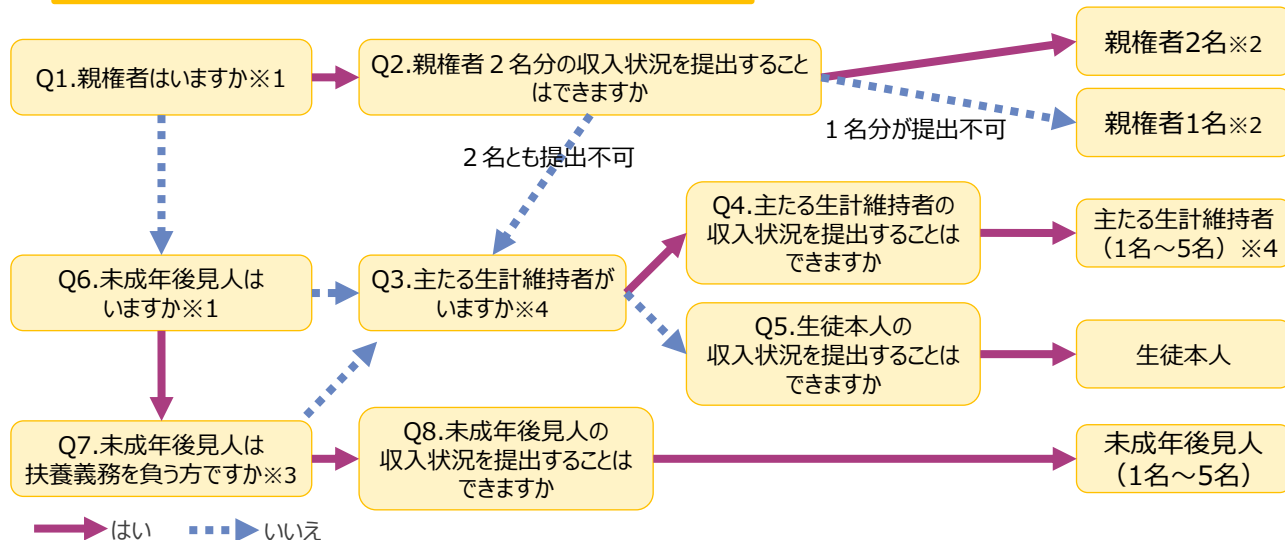 Q1.親権者はいますか※1
Q2.親権者２名分の収入状況を提出すること
はできますか
親権者2名※2
親権者1名※2
１名分が提出不可
２名とも提出不可
Q6.未成年後見人は
いますか※1
Q3.主たる生計維持者が
いますか※4
Q4.主たる生計維持者の
収入状況を提出することは
できますか
主たる生計維持者
（1名～5名）※4
Q5.生徒本人の
収入状況を提出することは
できますか
生徒本人
Q7.未成年後見人は
扶養義務を負う方ですか※3
Q8.未成年後見人の
収入状況を提出することは
できますか
未成年後見人
（1名～5名）
はい
いいえ